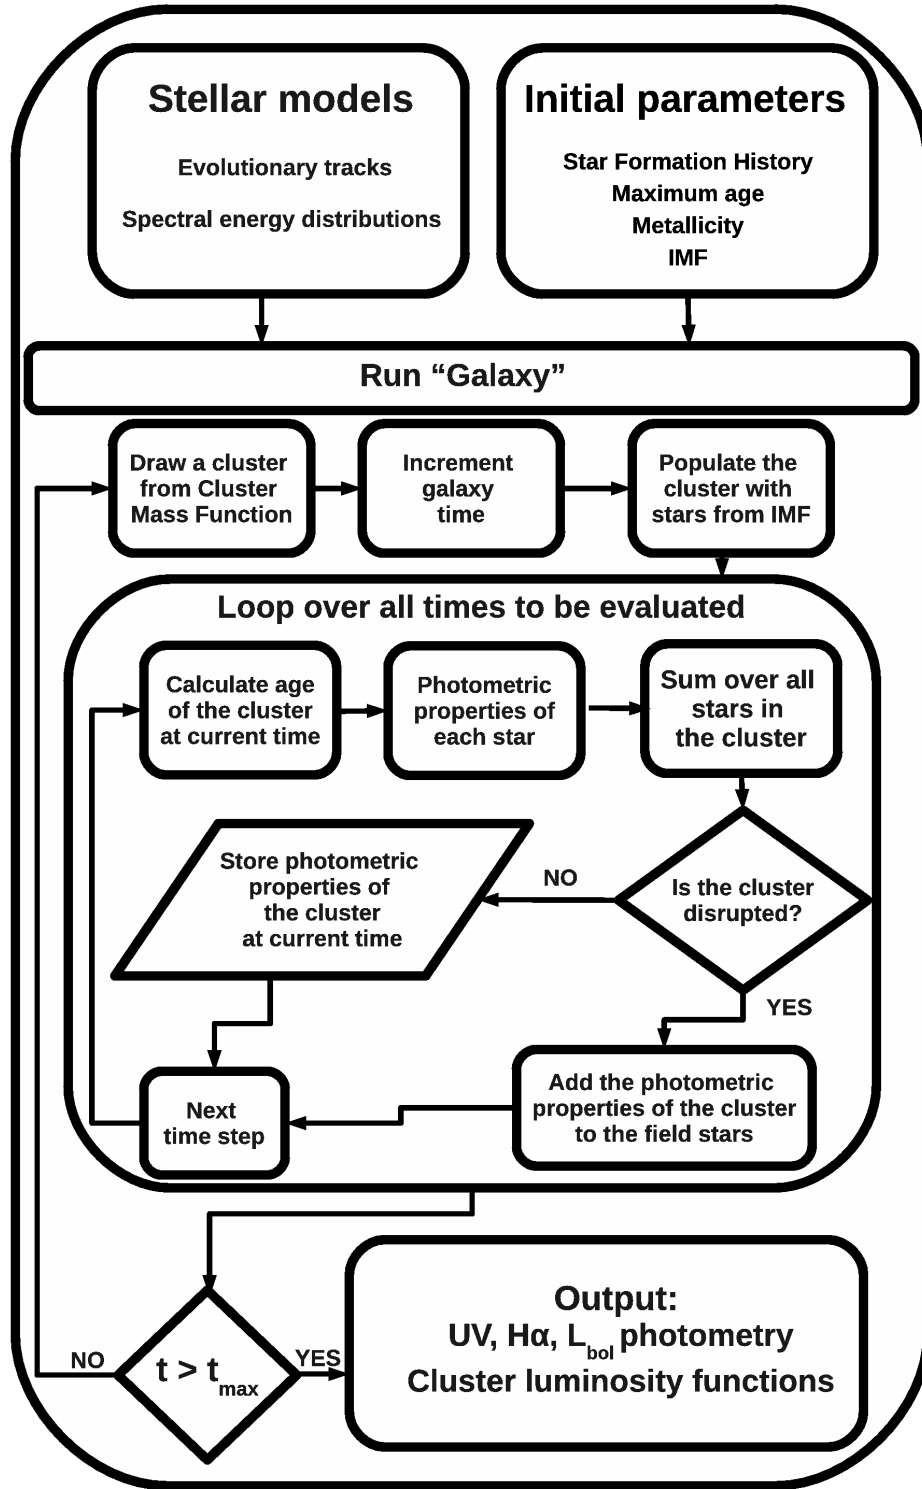 Stellar models
Evolutionary tracks
Spectral energy distributions
Initial parameters
Star Formation History
Maximum age
Metallicity
IMF
Run “Galaxy”
Draw a cluster
from Cluster
Mass Function
Increment
galaxy
time
Populate the
cluster with
stars from IMF
Loop over all times to be evaluated
Calculate age
of the cluster
at current time
Photometric
properties of
each star
Sum over all
stars in
the cluster
Is the cluster
disrupted?
NO
Store photometric
properties of
the cluster
at current time
YES
Add the photometric
properties of the cluster
to the field stars
Next
time step
t > tmax
NO
YES
Output:
UV, Hα, Lbol photometry
Cluster luminosity functions